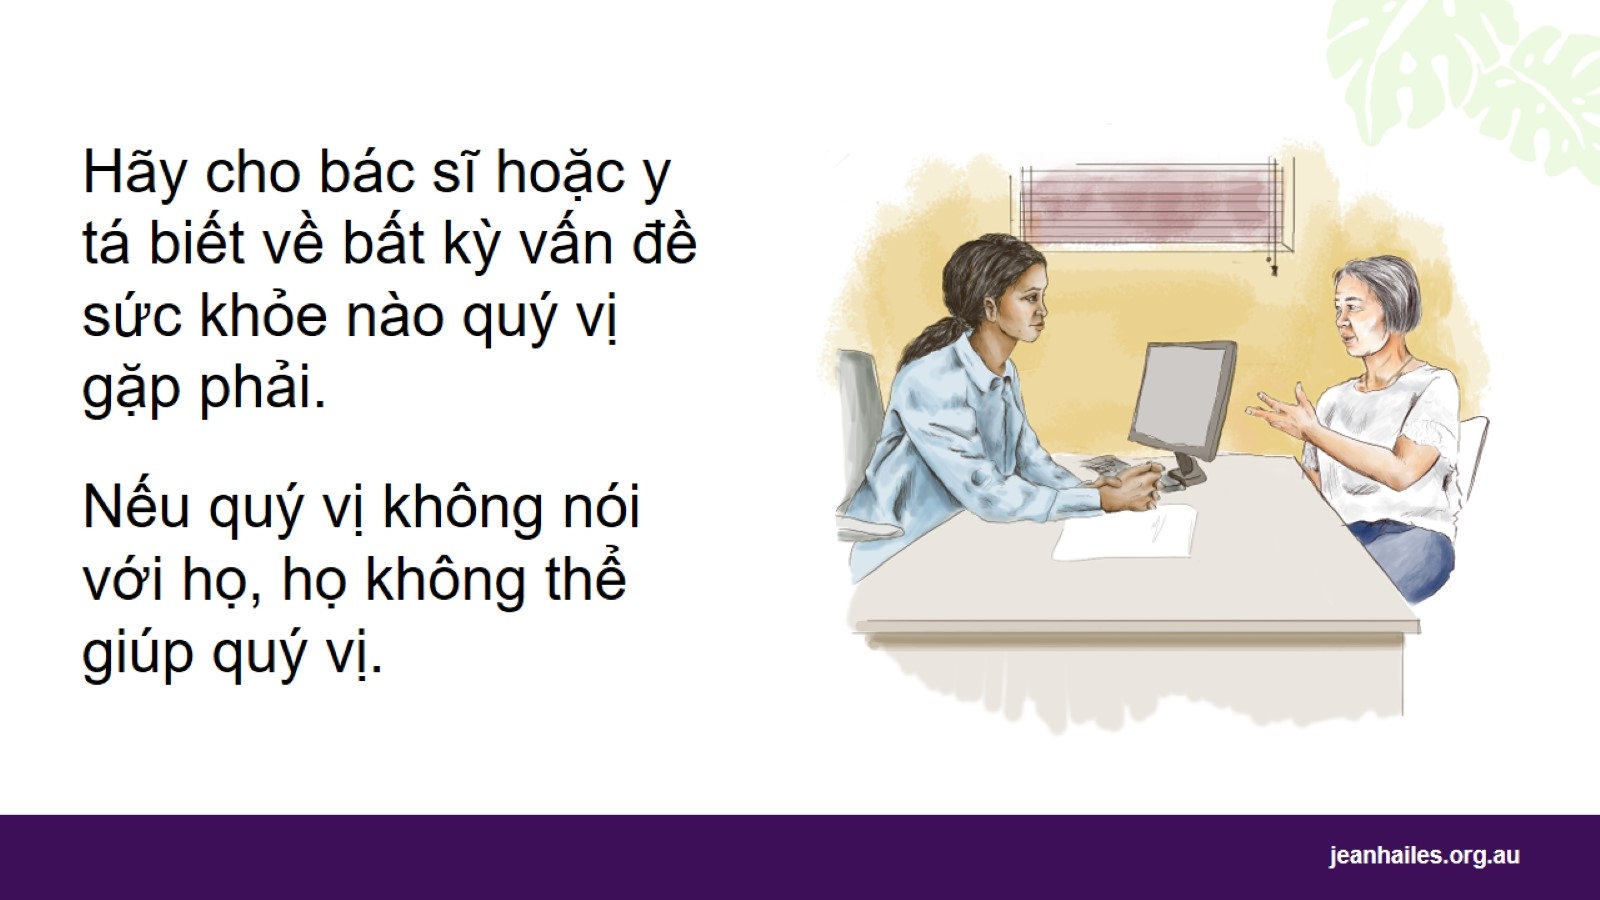 Hãy cho bác sĩ hoặc y
tá biết về bất kỳ vấn đề
sức khỏe nào quý vị
gặp phải.
Nếu quý vị không nói
với họ, họ không thể
giúp quý vị.
jeanhailes.org.au